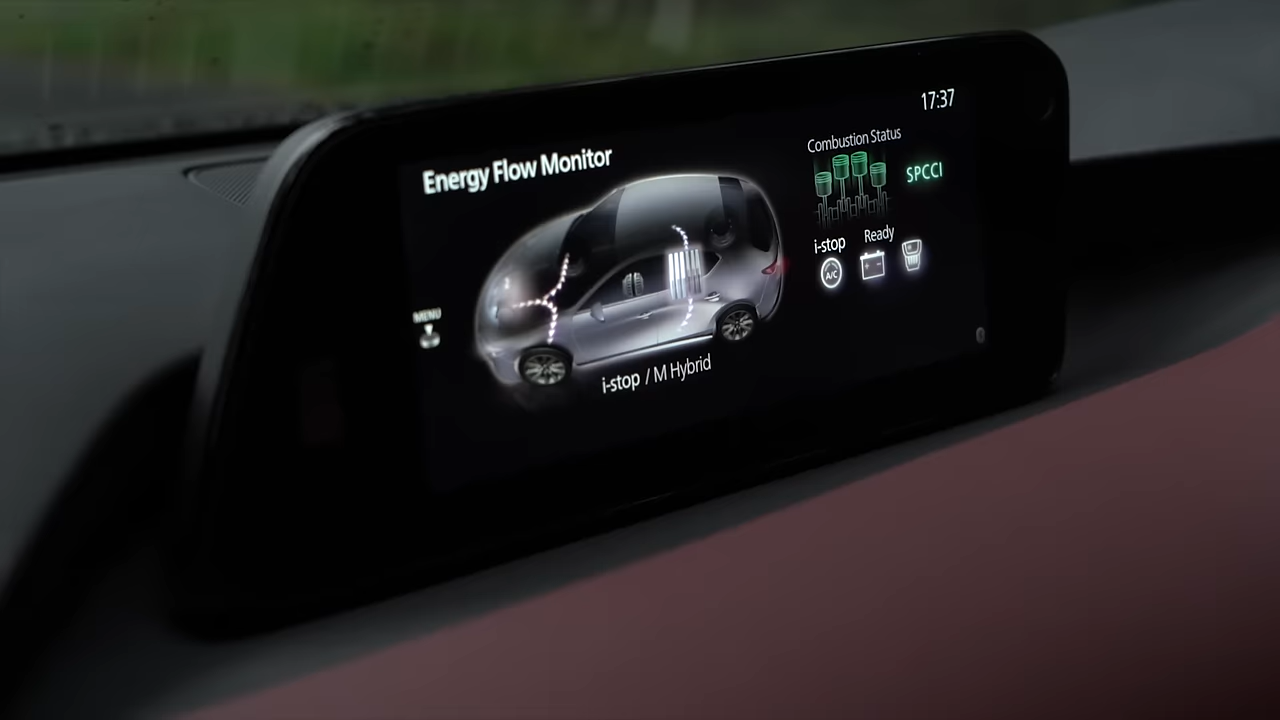 17:37
Energy Flow Monitor
Combustion Status
SPCCI
i-stop Ready
A/C
MENU
i-stop / M Hybrid